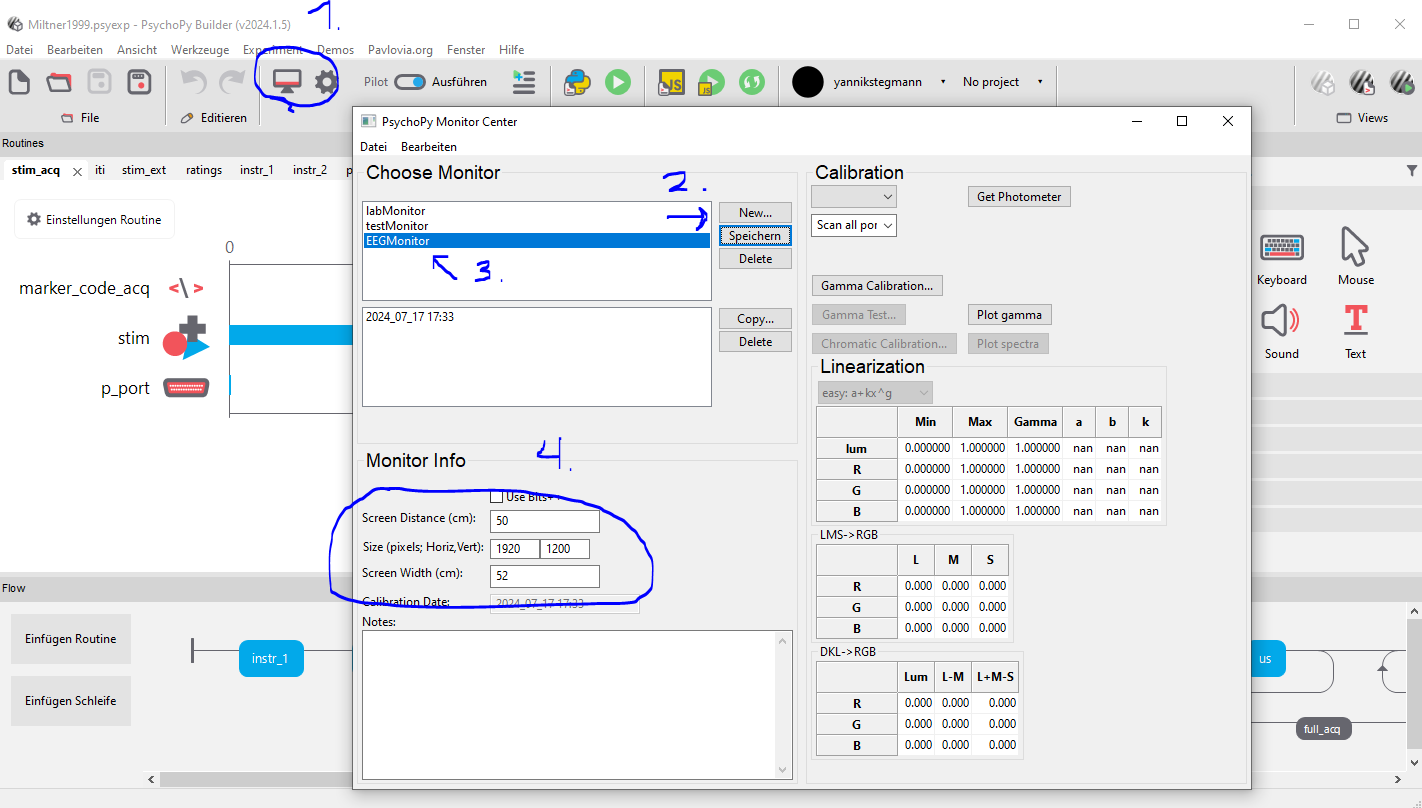 1.
Miltner1999.psyexp - PsychoPy Builder (v2024.1.5)
Datei Bearbeiten Ansicht Werkzeuge Experiment Demos Pavlovia.org Fenster Hilfe
Pilot Ausführen
JS
JS
yannikstegmann No project
File
Editieren
Views
Routines
stim_acq iti stim_ext ratings instr_1 instr_2 p
Einstellungen Routine
0
marker_code_acq
stim
p_port
PsychoPy Monitor Center
Datei Bearbeiten
Choose Monitor
2.
labMonitor
testMonitor
EEGMonitor
3.
New...
Speichern
Delete
2024_07_17 17:33
Copy...
Delete
Monitor Info
4.
Use Bits++
Screen Distance (cm): 50
Size (pixels; Horiz,Vert): 1920 1200
Screen Width (cm): 52
Calibration Date: 2024_07_17 17:33
Notes:
Calibration
Get Photometer
Scan all por
Gamma Calibration...
Gamma Test... Plot gamma
Chromatic Calibration... Plot spectra
Linearization
easy: a+kx^g
Min Max Gamma a b k
lum 0.000000 1.000000 1.000000 nan nan nan
R 0.000000 1.000000 1.000000 nan nan nan
G 0.000000 1.000000 1.000000 nan nan nan
B 0.000000 1.000000 1.000000 nan nan nan
LMS->RGB
L M S
R 0.000 0.000 0.000
G 0.000 0.000 0.000
B 0.000 0.000 0.000
DKL->RGB
Lum L-M L+M-S
R 0.000 0.000 0.000
G 0.000 0.000 0.000
B 0.000 0.000 0.000
Keyboard Mouse
T
Sound Text
Flow
Einfügen Routine
Einfügen Schleife
instr_1
us
full_acq